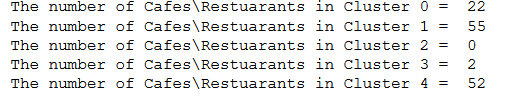 The number of Cafes\Restuarants in Cluster 0 =  22
The number of Cafes\Restuarants in Cluster 1 =  55
The number of Cafes\Restuarants in Cluster 2 =  0
The number of Cafes\Restuarants in Cluster 3 =  2
The number of Cafes\Restuarants in Cluster 4 =  52